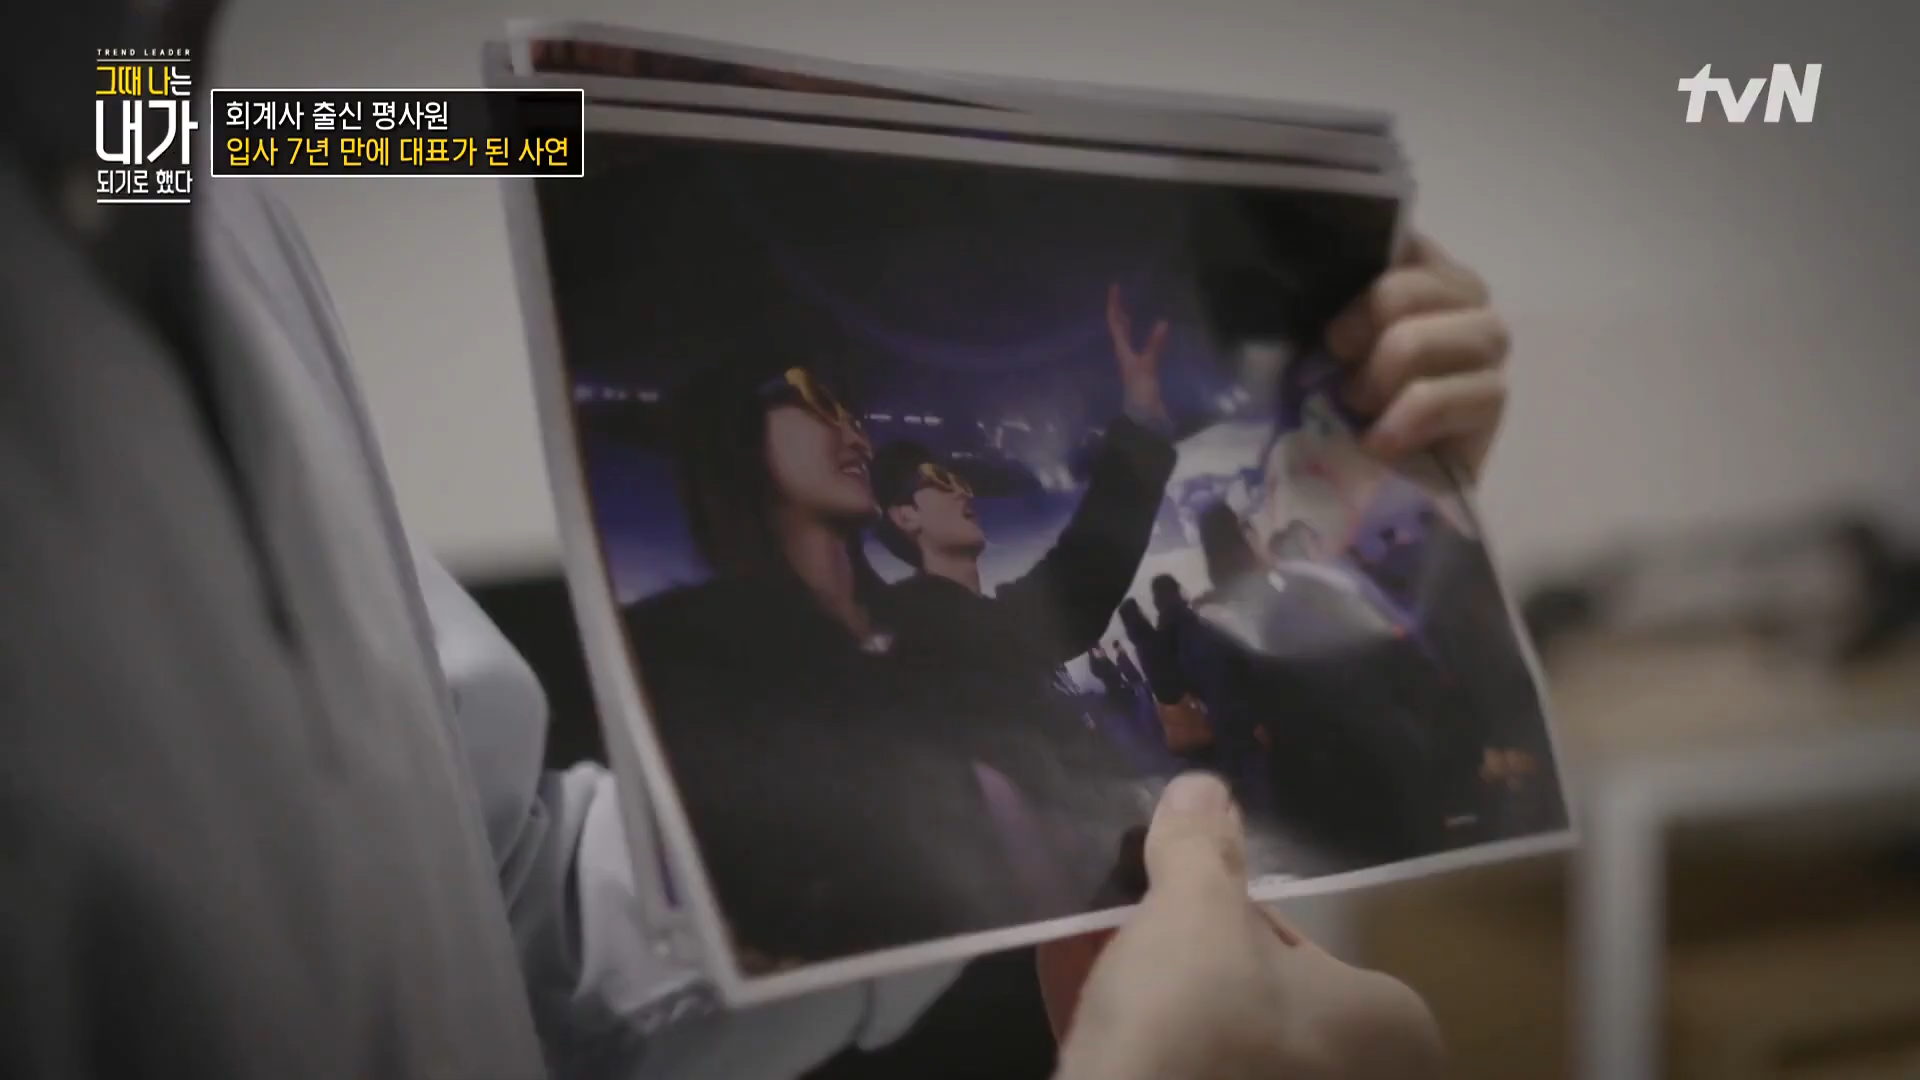 TREND LEADER
그때 나는
내가
되기로 했다
회계사 출신 평사원
입사 7년 만에 대표가 된 사연
tvN